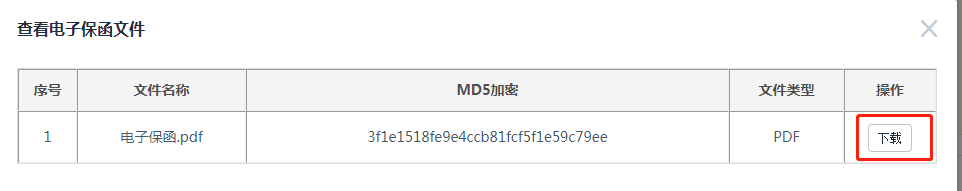 查看电子保函文件
序号 文件名称 MD5加密 文件类型 操作
1 电子保函.pdf 3f1e1518fe9e4ccb81fcf5f1e59c79ee PDF 下载